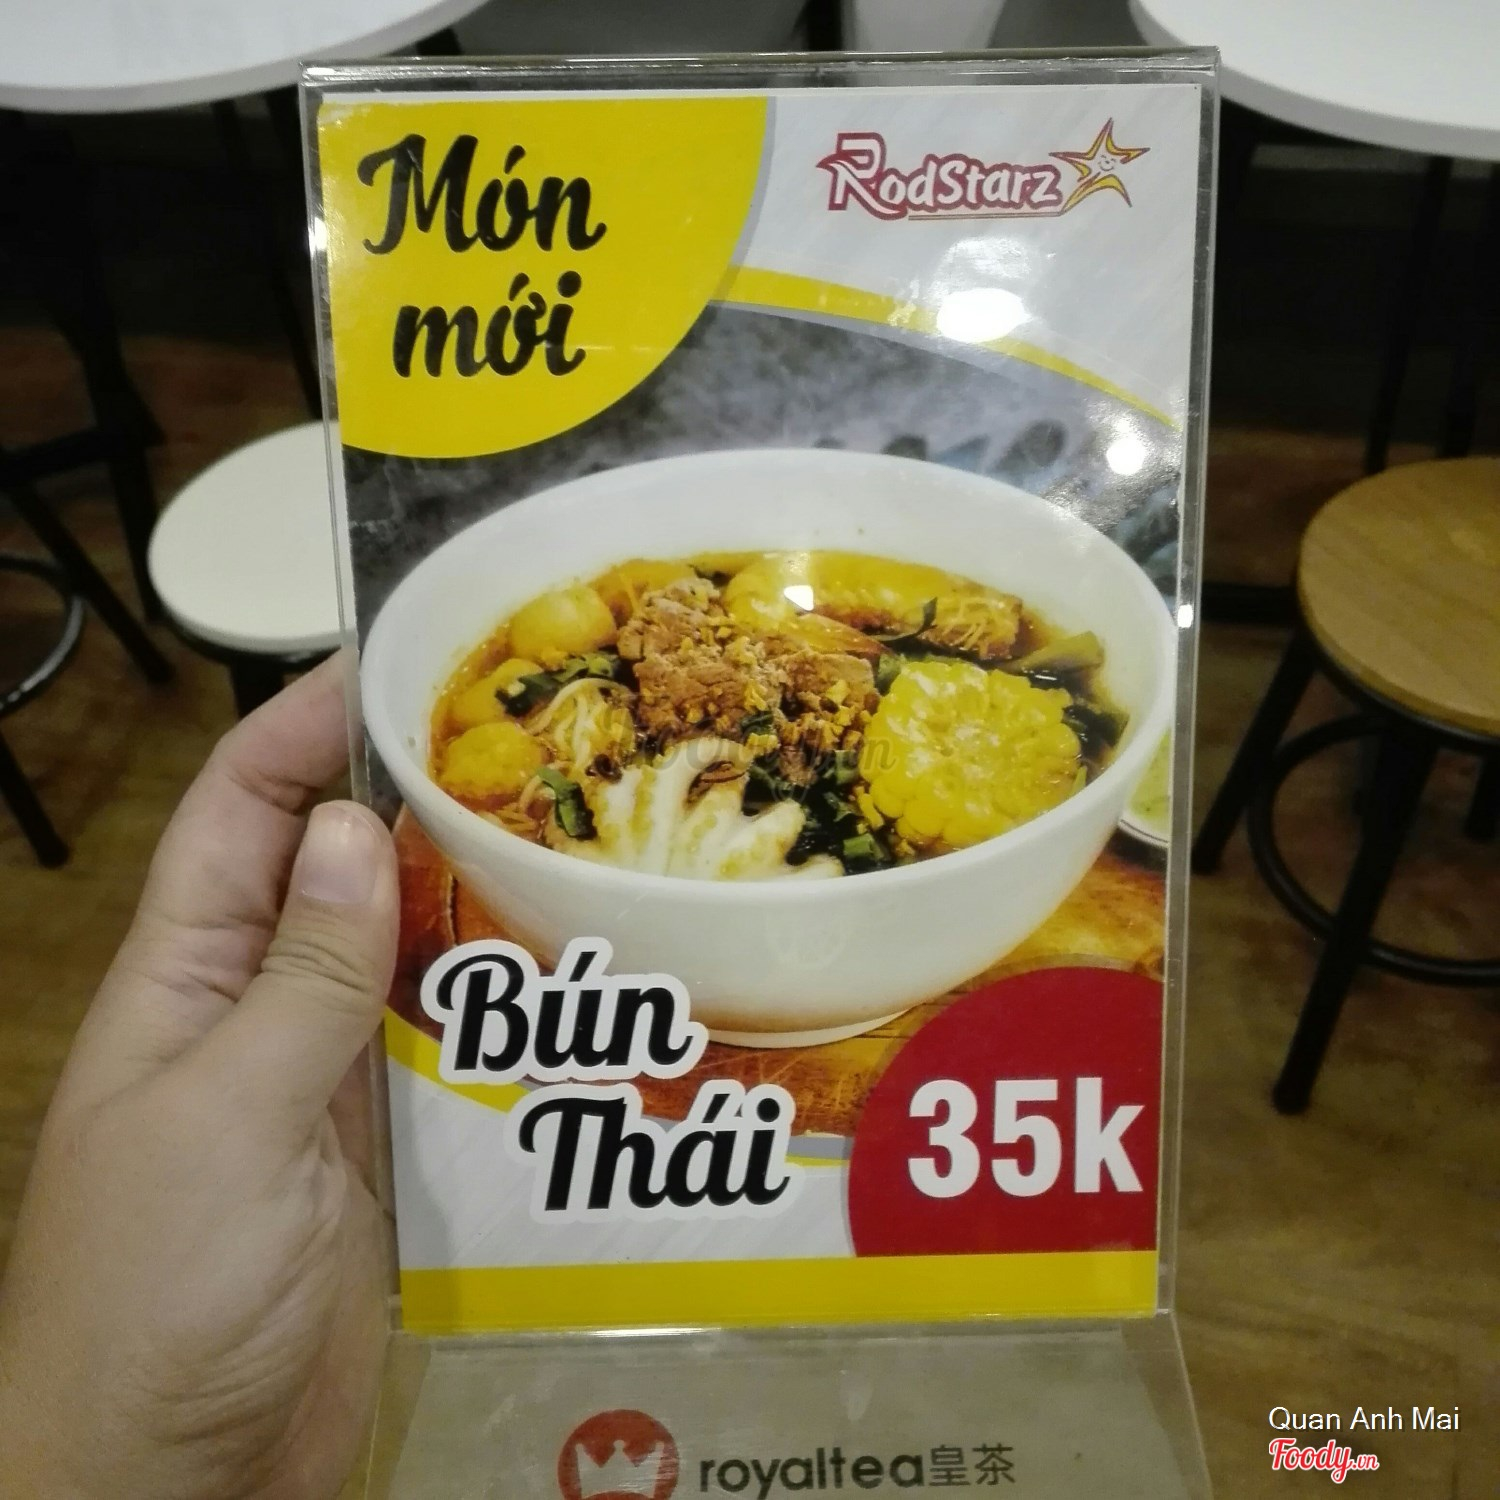 Món
mới
RodStarz
Bún
Thái
35k
royaltea皇茶
Quan Anh Mai
Foody.vn